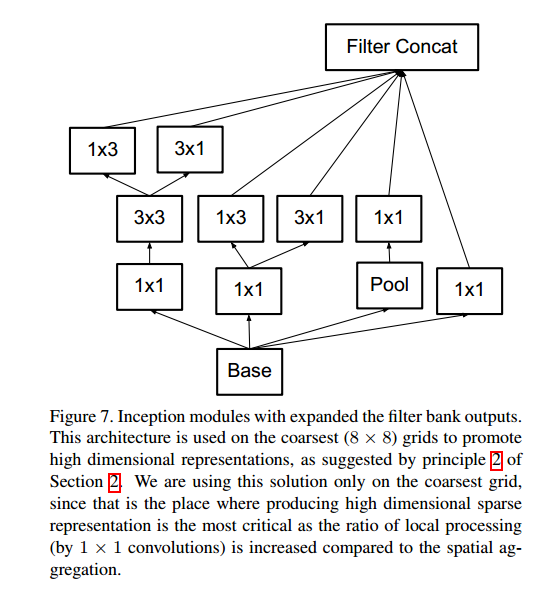 Filter Concat
1x3
3x1
3x3
1x3
3x1
1x1
1x1
1x1
Pool
1x1
Base
Figure 7. Inception modules with expanded the filter bank outputs.
This architecture is used on the coarsest (8 × 8) grids to promote
high dimensional representations, as suggested by principle 2 of
Section 2. We are using this solution only on the coarsest grid,
since that is the place where producing high dimensional sparse
representation is the most critical as the ratio of local processing
(by 1 × 1 convolutions) is increased compared to the spatial ag-
gregation.